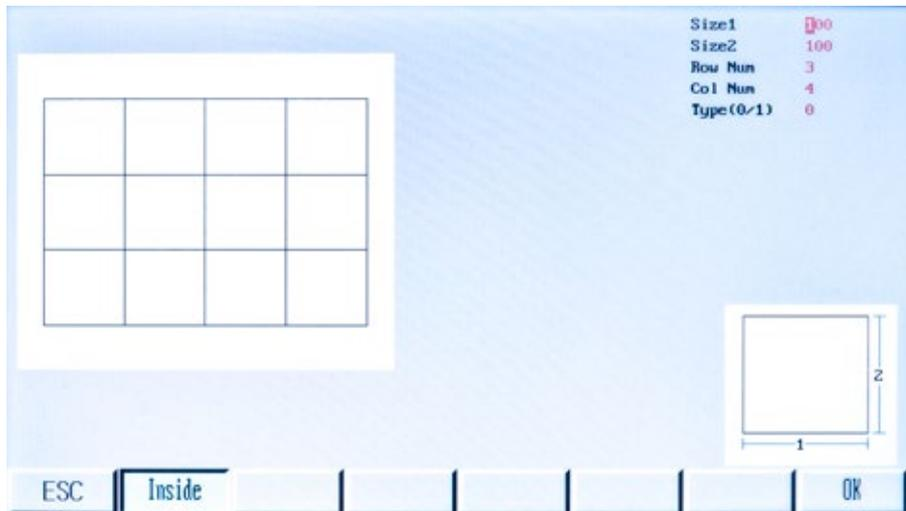 Size1 100
Size2 100
Row Num 3
Col Num 4
Type(0/1) 0
2
1
ESC Inside OK